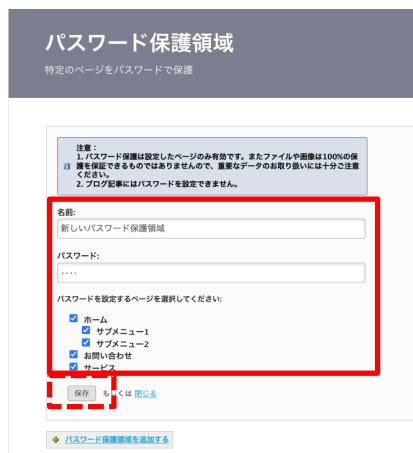 パスワード保護領域
特定のページをパスワードで保護
注意：
1. パスワード保護は設定したページのみ有効です。またファイルや画像は100%の保
護を保証できるものではありませんので、重要なデータのお取り扱いには十分ご注意
ください。
2. ブログ記事にはパスワードを設定できません。
名前:
新しいパスワード保護領域
パスワード:
....
パスワードを設定するページを選択してください:
ホーム
サブメニュー1
サブメニュー2
お問い合わせ
サービス
保存 もしくは 閉じる
パスワード保護領域を追加する